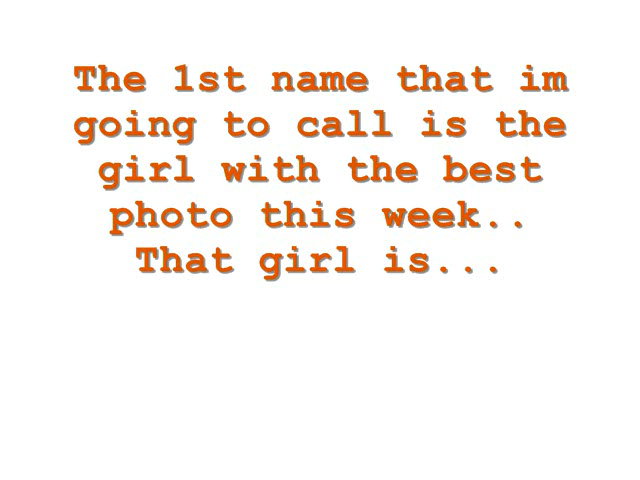 The 1st name that im
going to call is the
girl with the best
photo this week..
That girl is...